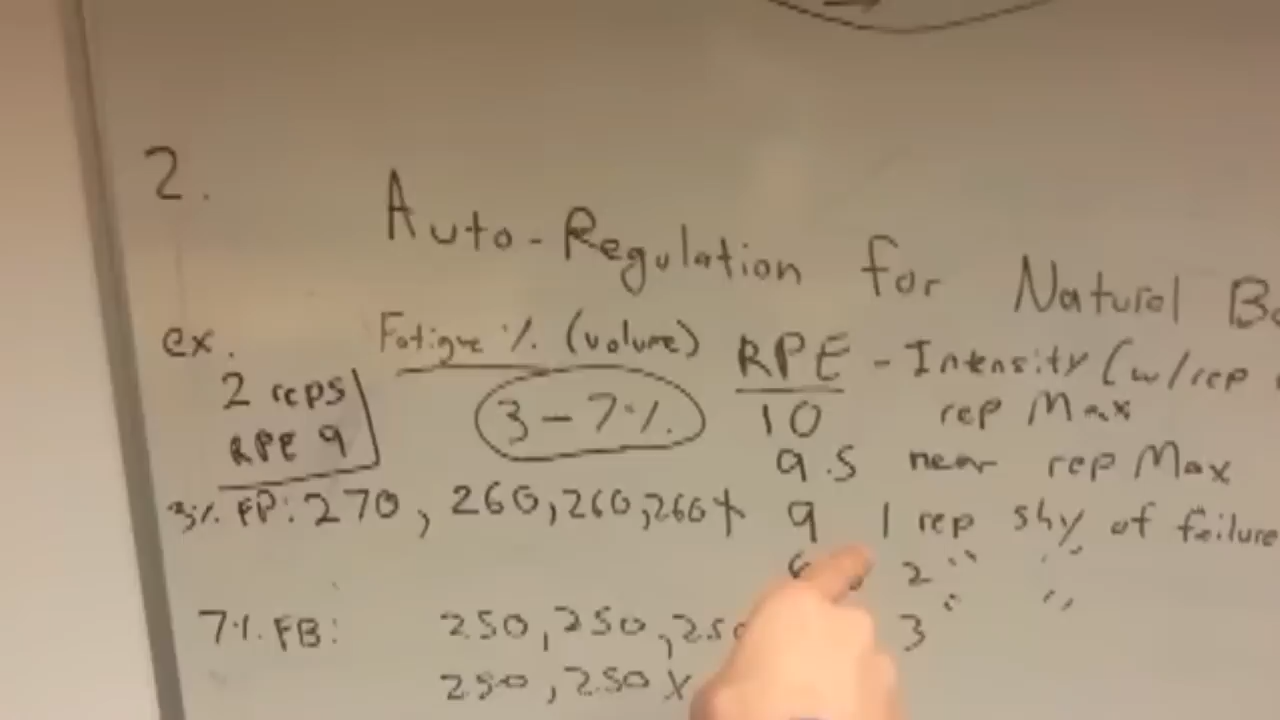 2.
Auto-Regulation for Natural
ex. Fatigue % (volume) RPE - Intensity (w/rep
2 reps 3-7% 10 rep Max
RPE 9 9.5 near rep Max
3% FP: 270, 260, 260, 260x 9 1 rep shy of failure
2 " "
7% FB: 250, 250, 250 3 " "
250, 250x